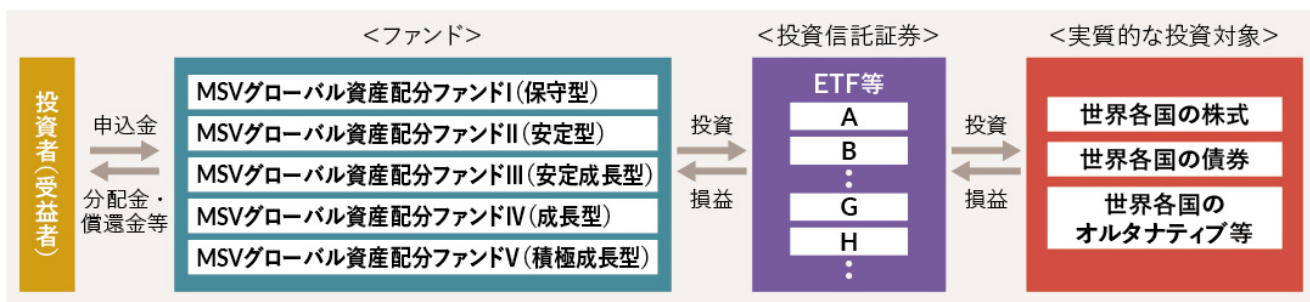 ＜ファンド＞
＜投資信託証券＞
＜実質的な投資対象＞
投資者（受益者）
申込金
分配金・
償還金等
MSVグローバル資産配分ファンドⅠ（保守型）
MSVグローバル資産配分ファンドⅡ（安定型）
MSVグローバル資産配分ファンドⅢ（安定成長型）
MSVグローバル資産配分ファンドⅣ（成長型）
MSVグローバル資産配分ファンドⅤ（積極成長型）
投資
損益
ETF等
A
B
⋮
G
H
⋮
投資
損益
世界各国の株式
世界各国の債券
世界各国の
オルタナティブ等